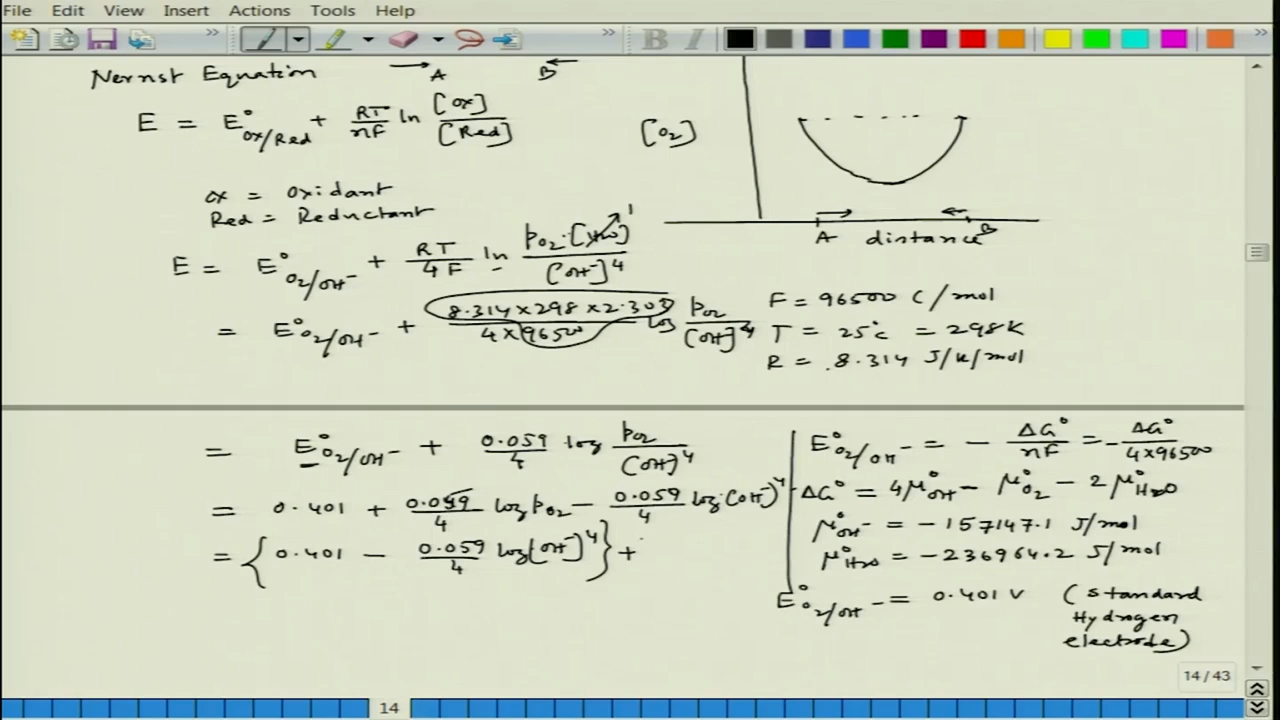 File Edit View Insert Actions Tools Help
B I
Nernst Equation
A B
E = E°ox/Red + RT/nF ln [ox]/[Red]
[O2]
ox = oxidant
Red = Reductant
A distance B
E = E°O2/OH- + RT/4F ln pO2·[H2O]/[OH-]^4
1
= E°O2/OH- + 8.314×298×2.303/4×96500 log pO2/[OH-]^4
F = 96500 C/mol
T = 25°C = 298K
R = 8.314 J/K/mol
= E°O2/OH- + 0.059/4 log pO2/(OH-)^4
= 0.401 + 0.059/4 log pO2 - 0.059/4 log(OH-)^4
= {0.401 - 0.059/4 log[OH-]^4} +
E°O2/OH- = - ΔG°/nF = - ΔG°/4×96500
ΔG° = 4μ°OH- - μ°O2 - 2μ°H2O
μ°OH- = -157147.1 J/mol
μ°H2O = -236964.2 J/mol
E°O2/OH- = 0.401 V (standard
Hydrogen
electrode)
14/43
14